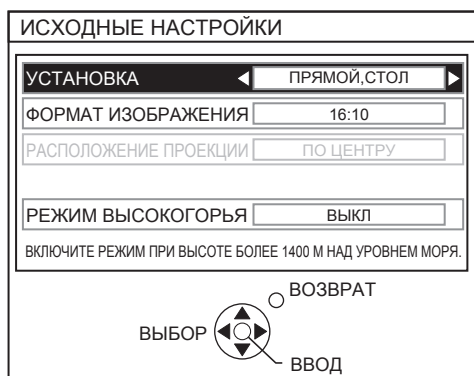 ИСХОДНЫЕ НАСТРОЙКИ
УСТАНОВКА ПРЯМОЙ,СТОЛ
ФОРМАТ ИЗОБРАЖЕНИЯ 16:10
РАСПОЛОЖЕНИЕ ПРОЕКЦИИ ПО ЦЕНТРУ
РЕЖИМ ВЫСОКОГОРЬЯ ВЫКЛ
ВКЛЮЧИТЕ РЕЖИМ ПРИ ВЫСОТЕ БОЛЕЕ 1400 М НАД УРОВНЕМ МОРЯ.
ВОЗВРАТ
ВЫБОР
ВВОД